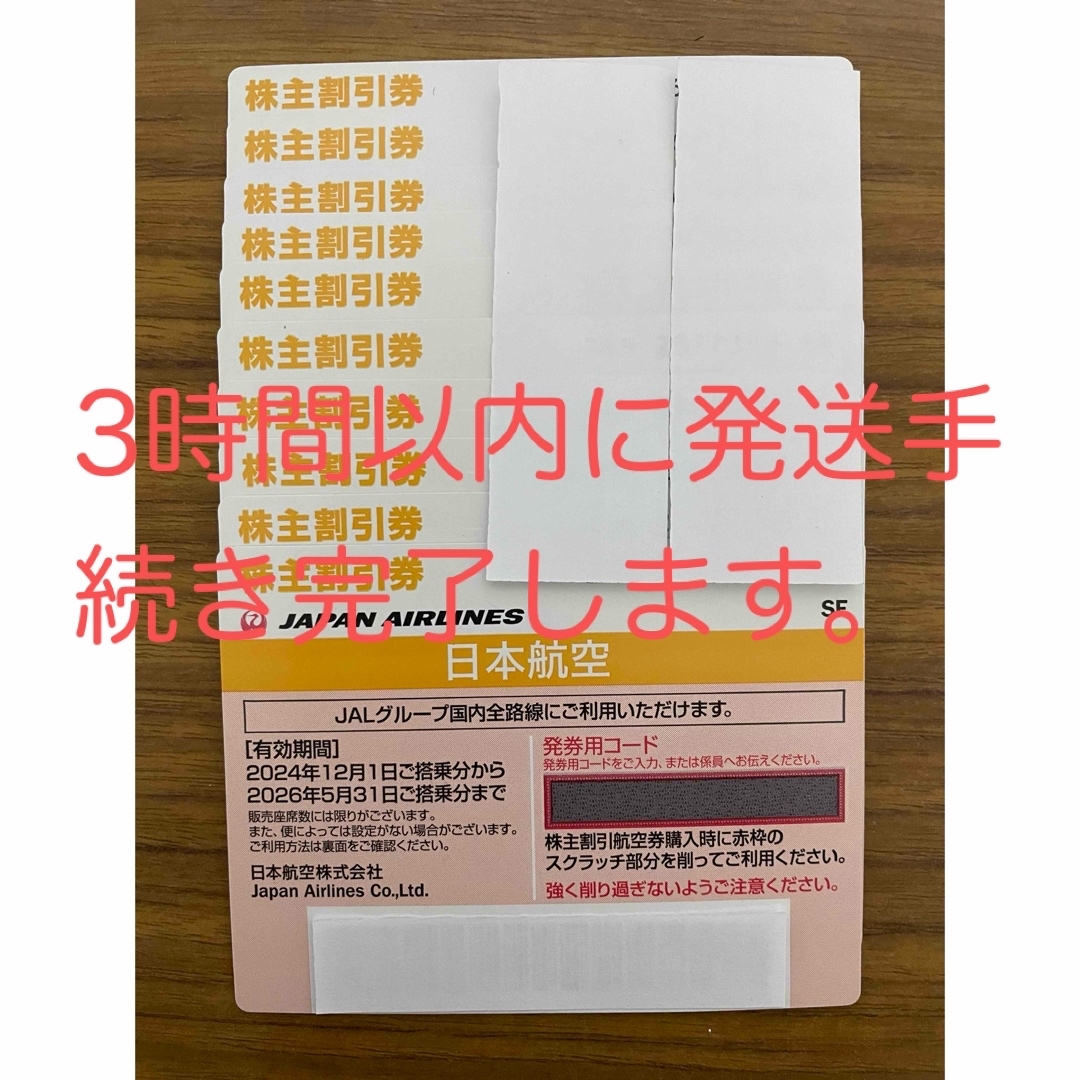 株主割引券
株主割引券
株主割引券
株主割引券
株主割引券
株主割引券
株主割引券
3時間以内に発送手
株主割引券
株主割引券
株主割引券
続き完了します。
JAPAN AIRLINES
日本航空
JALグループ国内全路線にご利用いただけます。
[有効期間]
2024年12月1日ご搭乗分から
2026年5月31日ご搭乗分まで
販売座席数には限りがございます。
また、便によっては設定がない場合がございます。
ご利用方法は裏面をご確認ください。
日本航空株式会社
Japan Airlines Co.,Ltd.
発券用コード
発券用コードをご入力、または係員へお伝えください。
株主割引航空券購入時に赤枠の
スクラッチ部分を削ってご利用ください。
強く削り過ぎないようご注意ください。